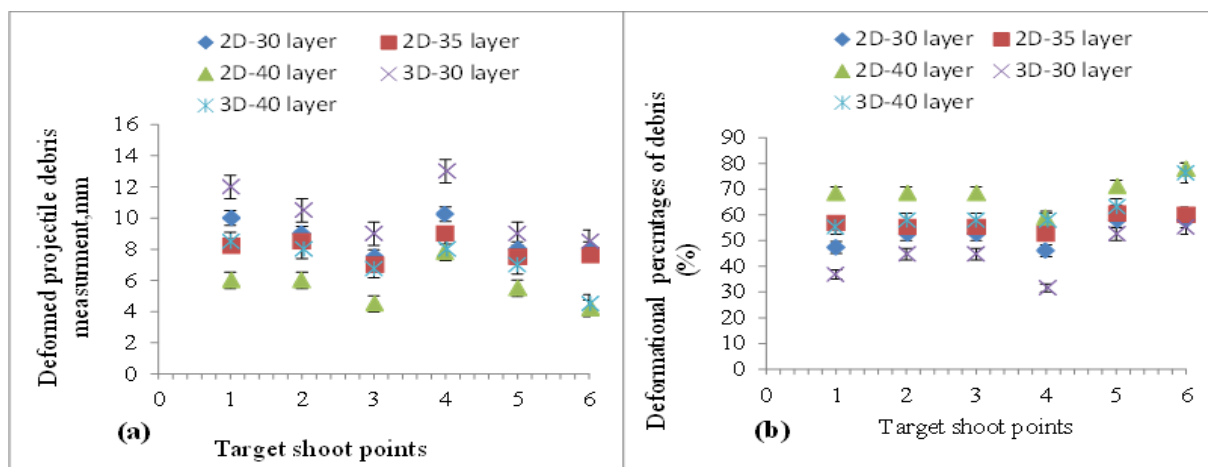 2D-30 layer
2D-35 layer
2D-40 layer
3D-30 layer
3D-40 layer
Deformed projectile debris
measurment,mm
16
14
12
10
8
6
4
2
0
0 1 2 3 4 5 6
(a)
Target shoot points
2D-30 layer
2D-35 layer
2D-40 layer
3D-30 layer
3D-40 layer
Deformational percentages of debris
(%)
90
80
70
60
50
40
30
20
10
0
0 1 2 3 4 5 6
(b)
Target shoot points